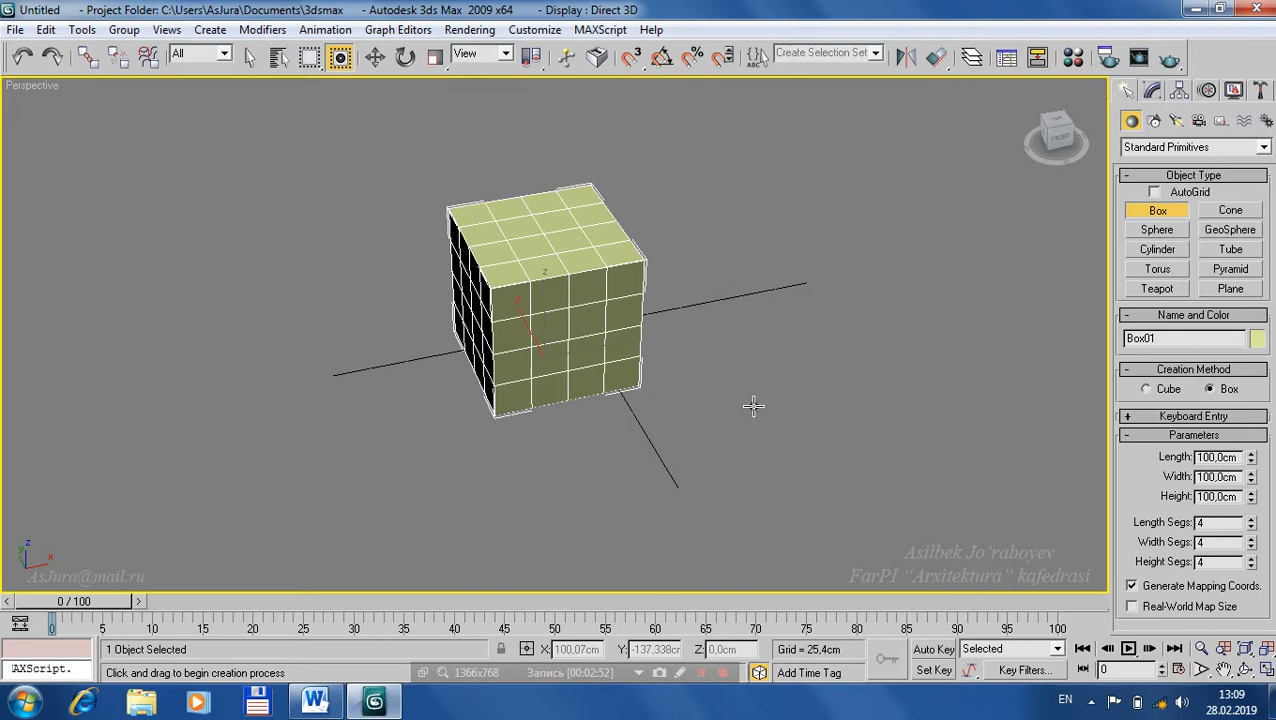 Untitled - Project Folder: C:\Users\AsJura\Documents\3dsmax - Autodesk 3ds Max 2009 x64 - Display : Direct 3D
File Edit Tools Group Views Create Modifiers Animation Graph Editors Rendering Customize MAXScript Help
All View 3 % ABC Create Selection Set
Perspective
TOP
FRONT
Standard Primitives
- Object Type
AutoGrid
Box Cone
Sphere GeoSphere
Cylinder Tube
Torus Pyramid
Teapot Plane
- Name and Color
Box01
- Creation Method
Cube Box
+ Keyboard Entry
- Parameters
Length: 100,0cm
Width: 100,0cm
Height: 100,0cm
Length Segs: 4
Width Segs: 4
Height Segs: 4
Generate Mapping Coords.
Real-World Map Size
z
y
z
y
x
AsJura@mail.ru
Asilbek Jo'raboyev
FarPI "Arxitektura" kafedrasi
< 0 / 100 >
0 5 10 15 20 25 30 35 40 45 50 55 60 65 70 75 80 85 90 95 100
1 Object Selected X: 100,07cm Y: -137,338cm Z: 0,0cm Grid = 25,4cm Auto Key Selected
AXScript. Click and drag to begin creation process 1366x768 Запись [00:02:52] Add Time Tag Set Key Key Filters... 0
EN 13:09
28.02.2019